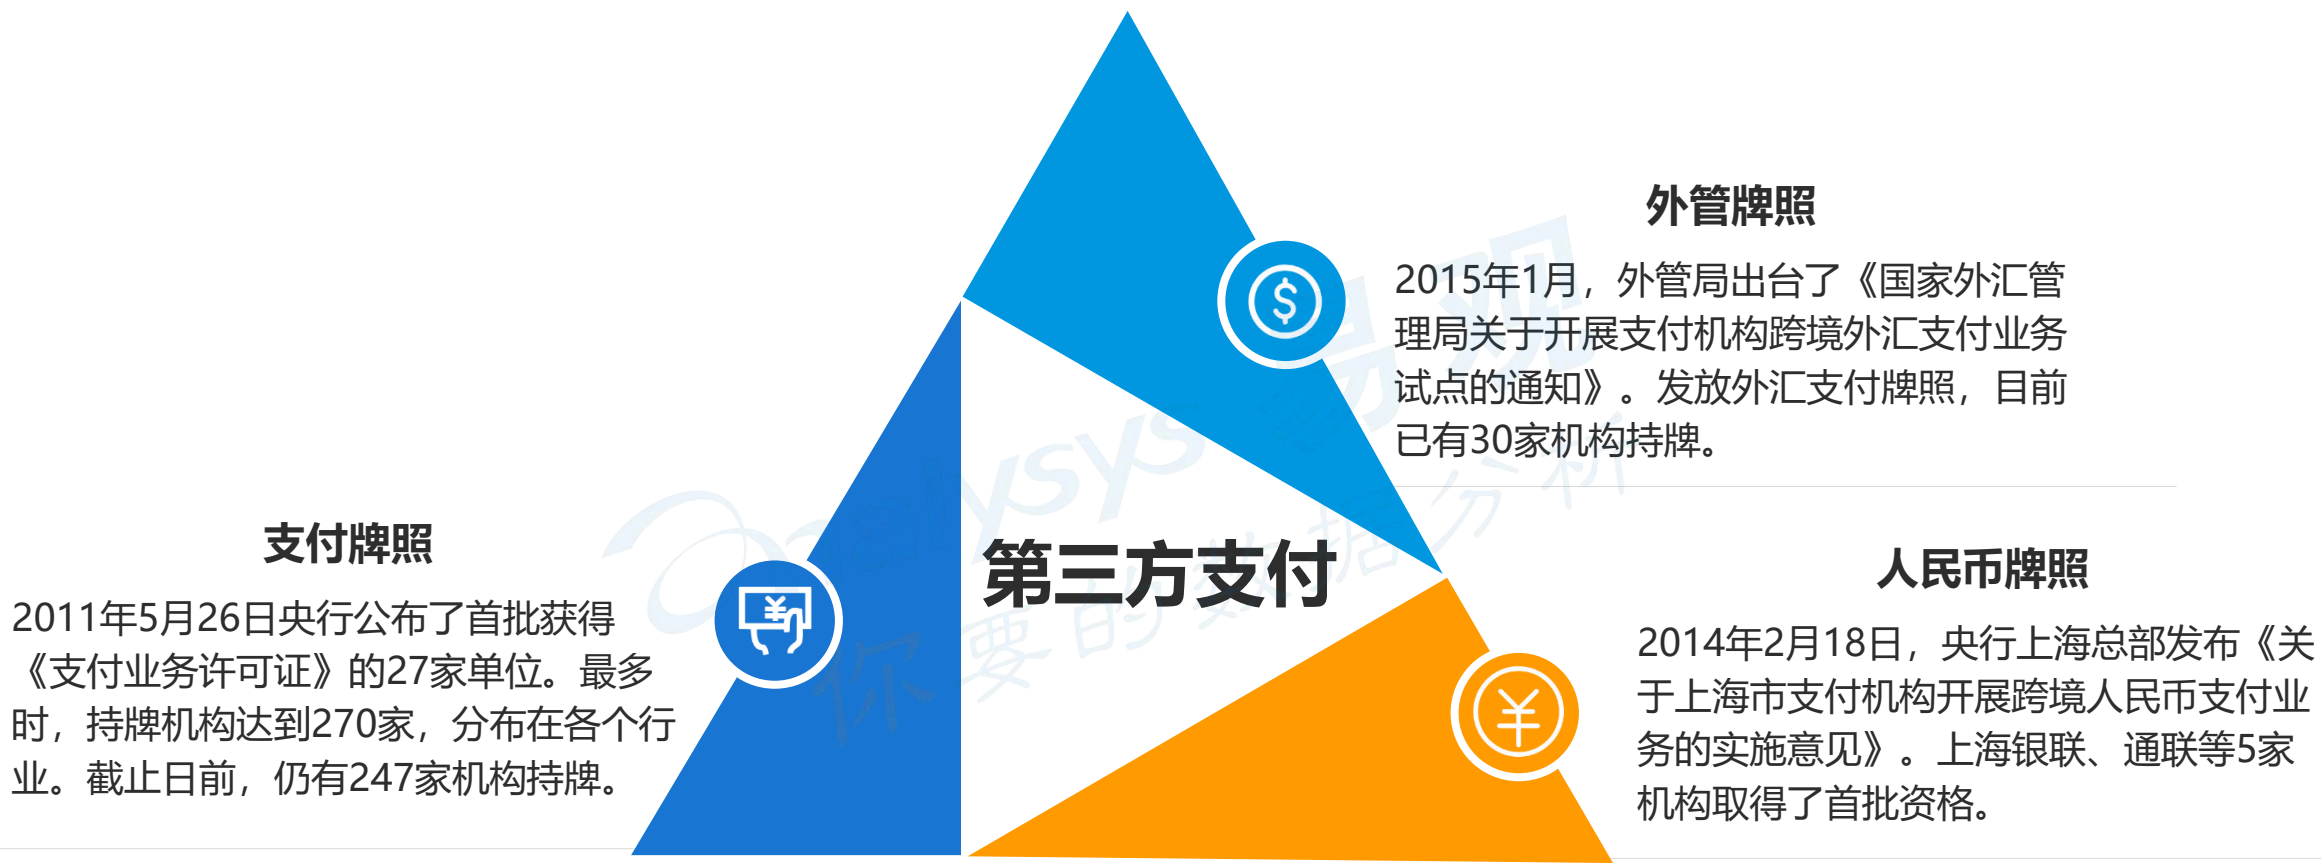 外管牌照
2015年1月，外管局出台了《国家外汇管
理局关于开展支付机构跨境外汇支付业务
试点的通知》。发放外汇支付牌照，目前
已有30家机构持牌。
支付牌照
2011年5月26日央行公布了首批获得
《支付业务许可证》的27家单位。最多
时，持牌机构达到270家，分布在各个行
业。截止日前，仍有247家机构持牌。
第三方支付
人民币牌照
2014年2月18日，央行上海总部发布《关
于上海市支付机构开展跨境人民币支付业
务的实施意见》。上海银联、通联等5家
机构取得了首批资格。
analysys 易观
你要的数据分析